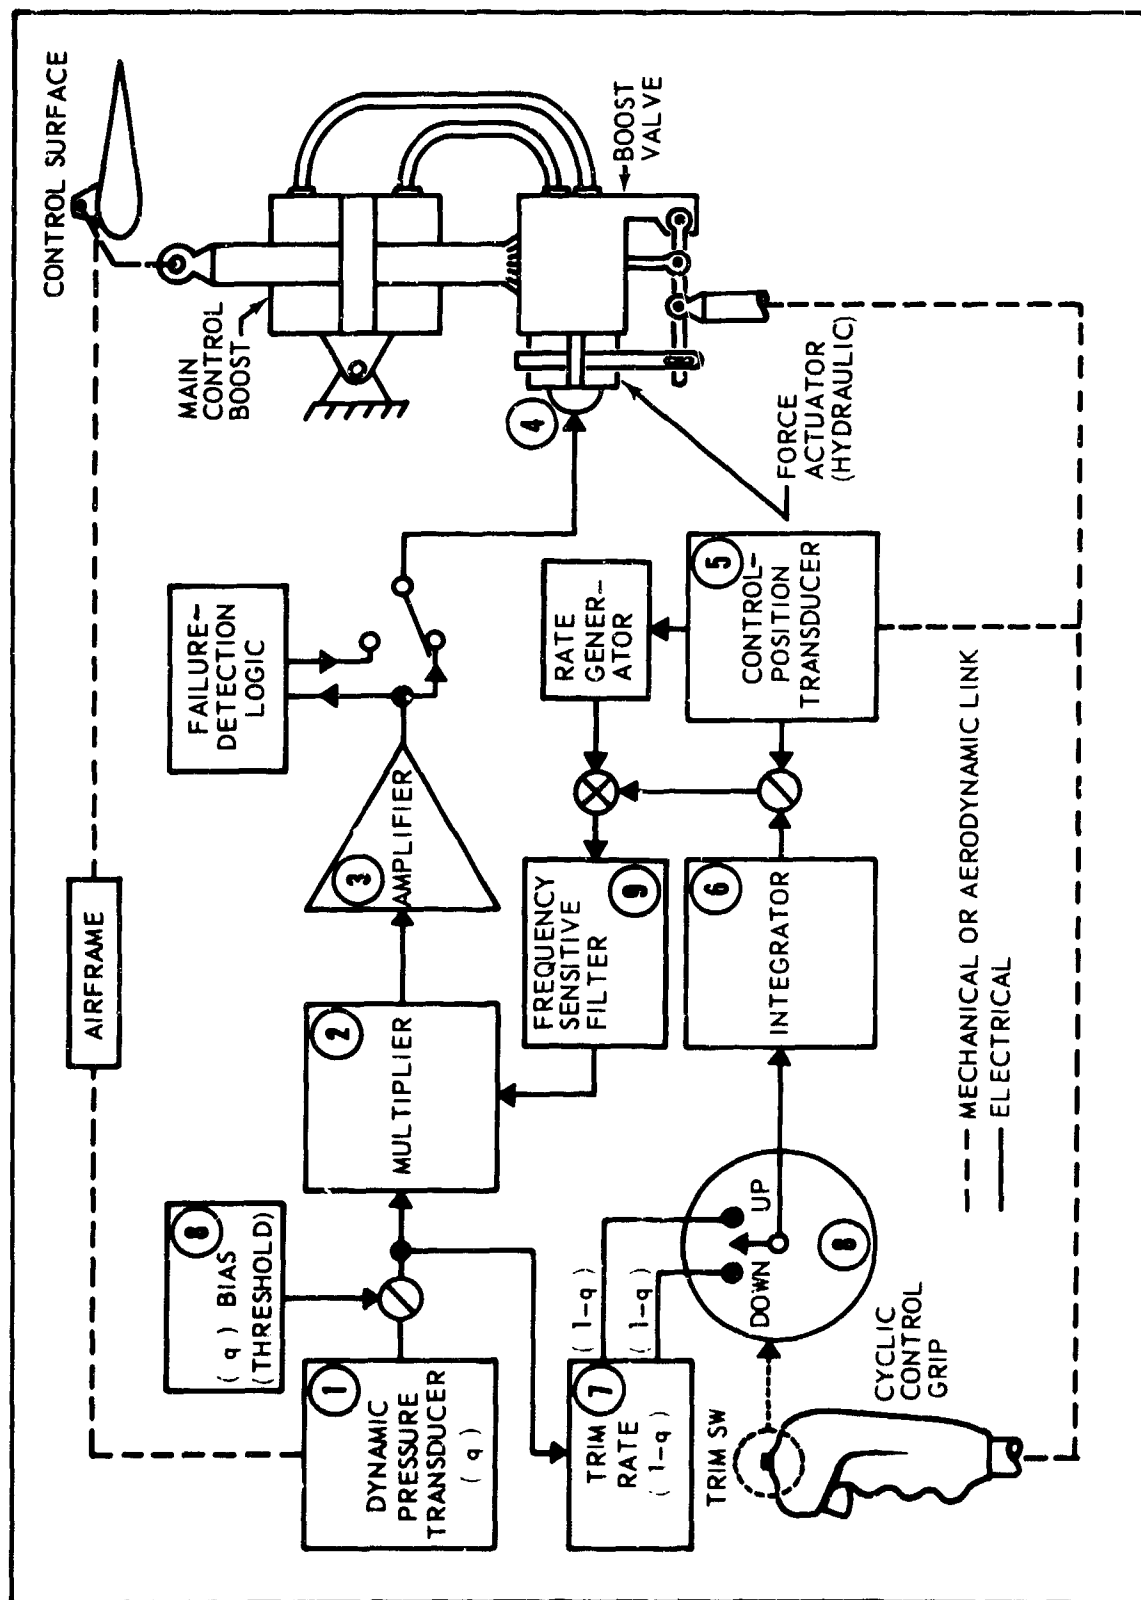 AIRFRAME
CONTROL SURFACE
(q) BIAS
(THRESHOLD)
8
1
DYNAMIC
PRESSURE
TRANSDUCER
(q)
2
MULTIPLIER
3
AMPLIFIER
FAILURE-
DETECTION
LOGIC
MAIN
CONTROL
BOOST
4
BOOST
VALVE
7
TRIM
RATE
(1-q)
(1-q)
(1-q)
FREQUENCY
SENSITIVE
FILTER
9
RATE
GENER-
ATOR
5
CONTROL-
POSITION
TRANSDUCER
FORCE
ACTUATOR
(HYDRAULIC)
TRIM SW
DOWN
UP
8
6
INTEGRATOR
CYCLIC
CONTROL
GRIP
MECHANICAL OR AERODYNAMIC LINK
ELECTRICAL